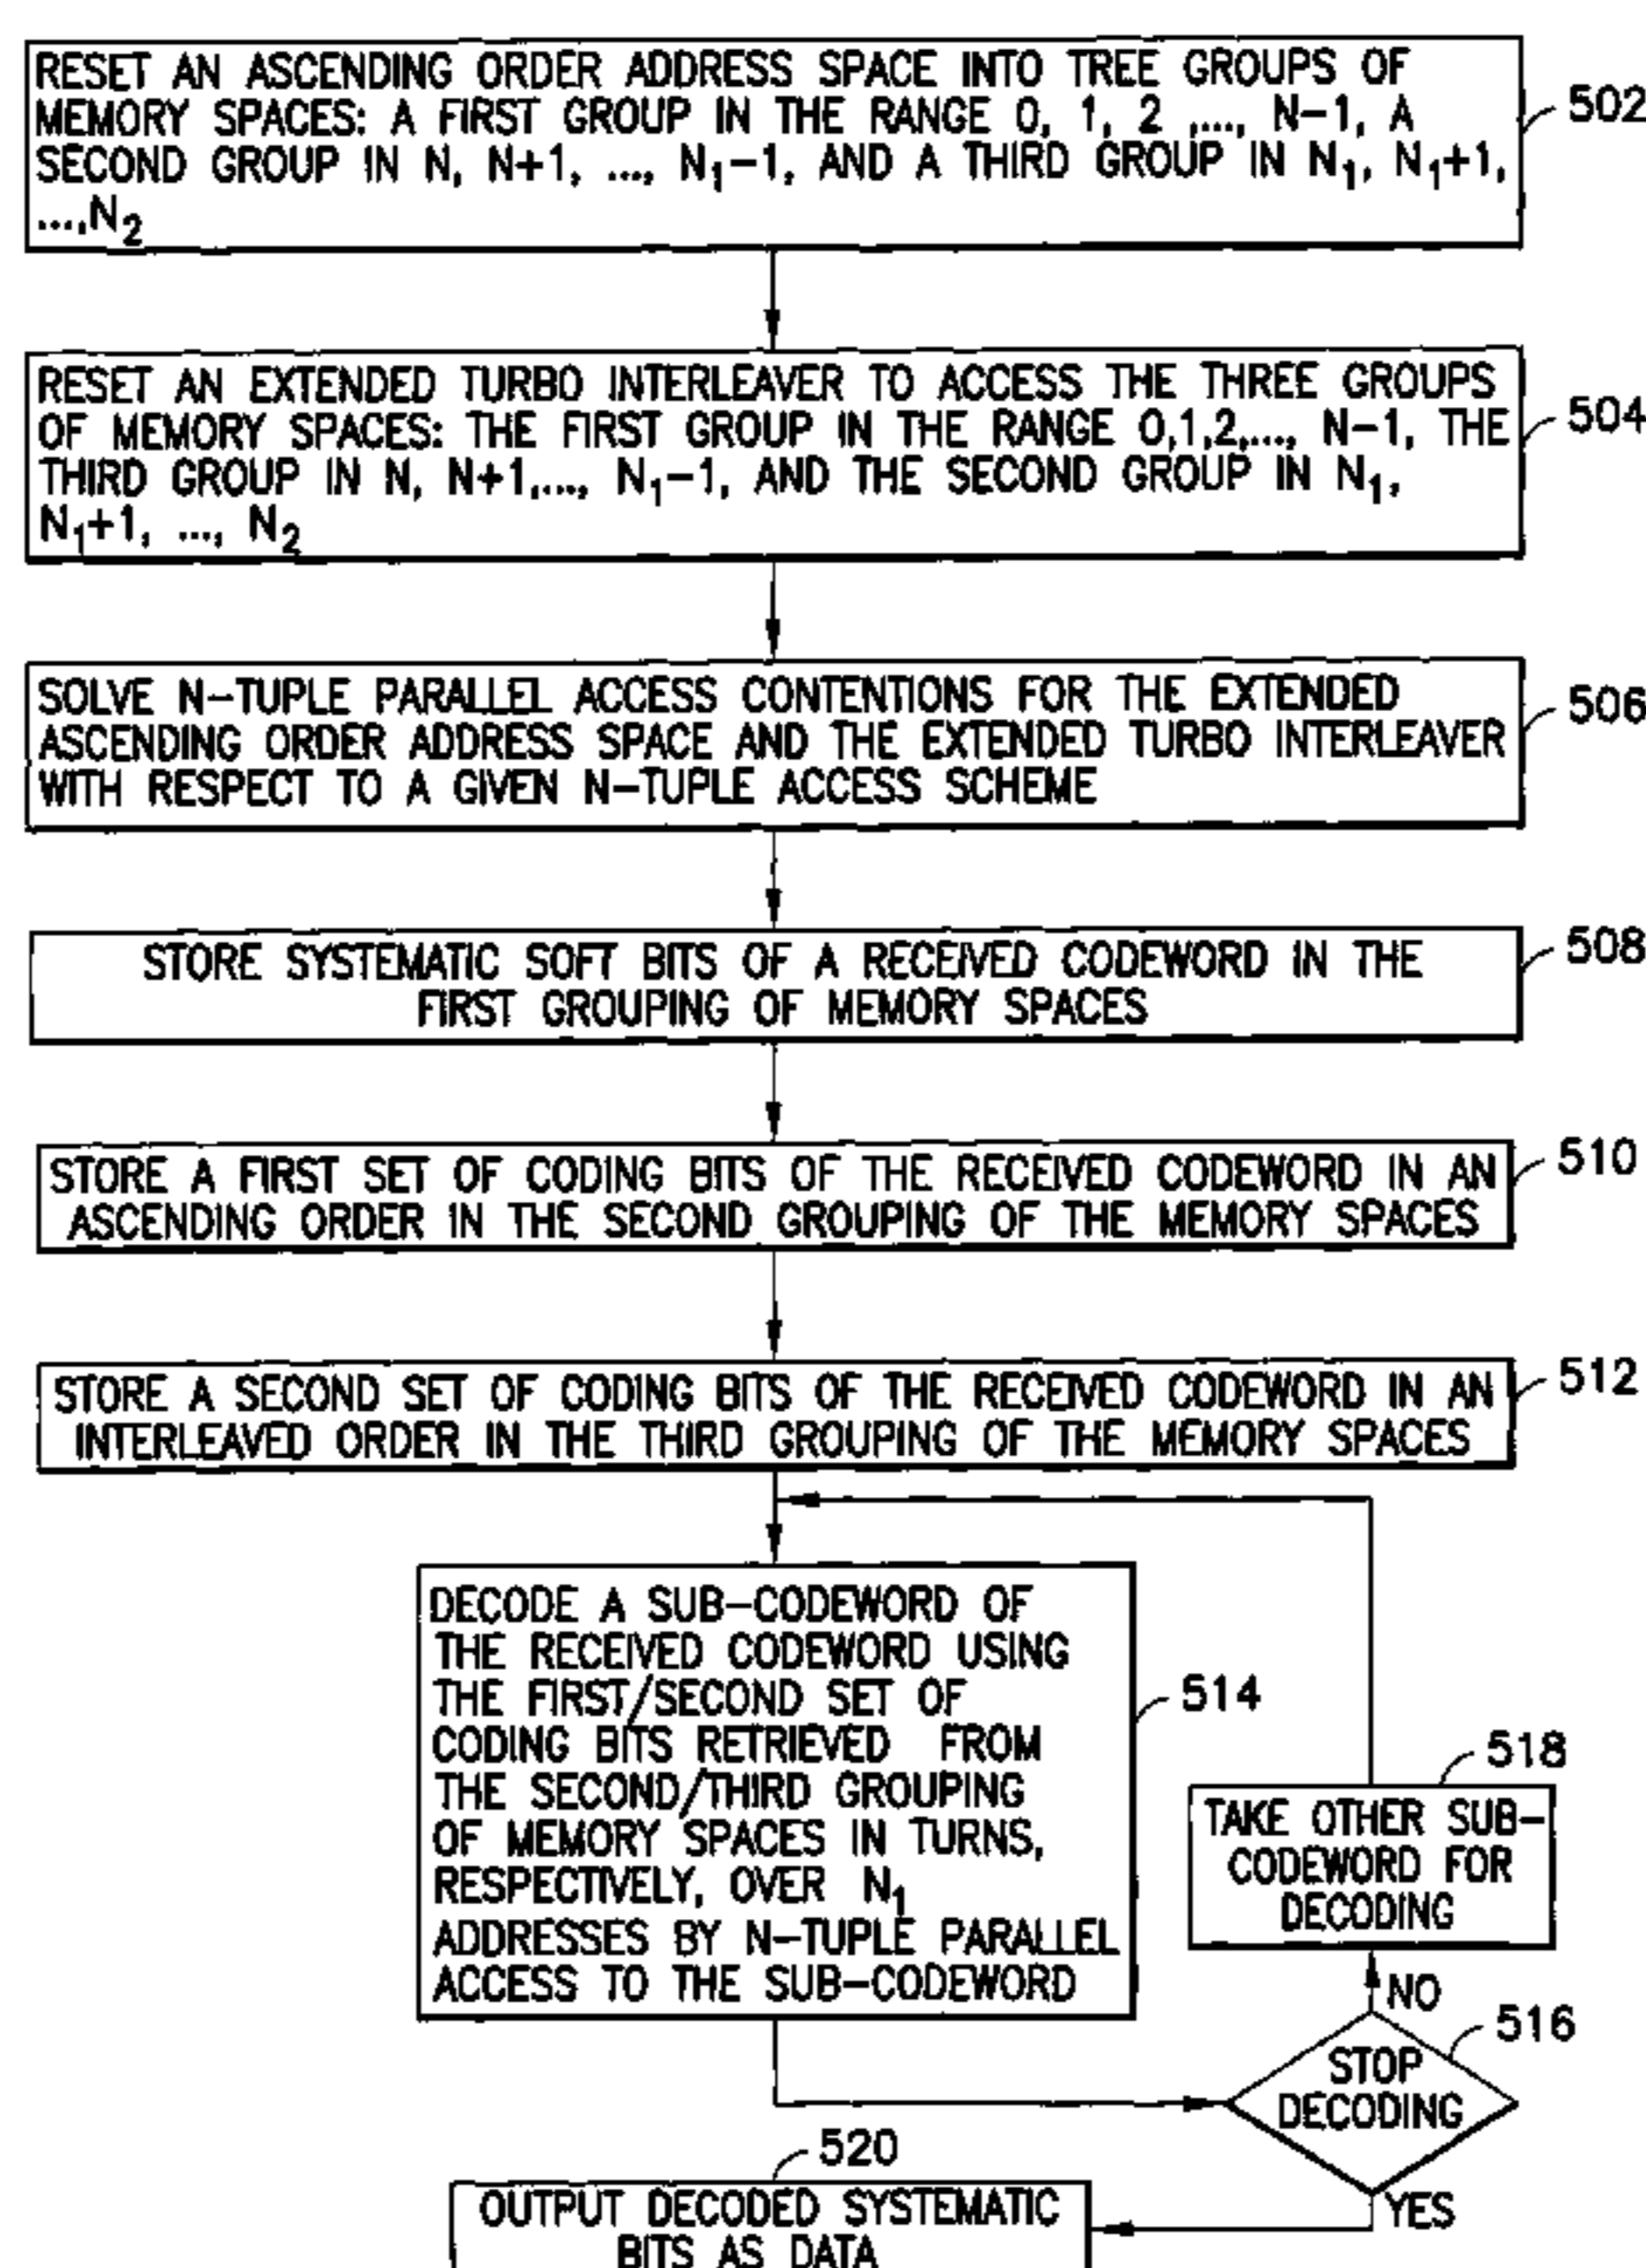 RESET AN ASCENDING ORDER ADDRESS SPACE INTO TREE GROUPS OF
MEMORY SPACES: A FIRST GROUP IN THE RANGE 0, 1, 2 ,..., N-1, A
SECOND GROUP IN N, N+1, ..., N₁-1, AND A THIRD GROUP IN N₁, N₁+1,
...,N₂
502
RESET AN EXTENDED TURBO INTERLEAVER TO ACCESS THE THREE GROUPS
OF MEMORY SPACES: THE FIRST GROUP IN THE RANGE 0,1,2,..., N-1, THE
THIRD GROUP IN N, N+1,..., N₁-1, AND THE SECOND GROUP IN N₁,
N₁+1, ..., N₂
504
SOLVE N-TUPLE PARALLEL ACCESS CONTENTIONS FOR THE EXTENDED
ASCENDING ORDER ADDRESS SPACE AND THE EXTENDED TURBO INTERLEAVER
WITH RESPECT TO A GIVEN N-TUPLE ACCESS SCHEME
506
STORE SYSTEMATIC SOFT BITS OF A RECEIVED CODEWORD IN THE
FIRST GROUPING OF MEMORY SPACES
508
STORE A FIRST SET OF CODING BITS OF THE RECEIVED CODEWORD IN AN
ASCENDING ORDER IN THE SECOND GROUPING OF THE MEMORY SPACES
510
STORE A SECOND SET OF CODING BITS OF THE RECEIVED CODEWORD IN AN
INTERLEAVED ORDER IN THE THIRD GROUPING OF THE MEMORY SPACES
512
DECODE A SUB-CODEWORD OF
THE RECEIVED CODEWORD USING
THE FIRST/SECOND SET OF
CODING BITS RETRIEVED FROM
THE SECOND/THIRD GROUPING
OF MEMORY SPACES IN TURNS,
RESPECTIVELY, OVER N₁
ADDRESSES BY N-TUPLE PARALLEL
ACCESS TO THE SUB-CODEWORD
514
518
TAKE OTHER SUB-
CODEWORD FOR
DECODING
NO
516
STOP
DECODING
YES
520
OUTPUT DECODED SYSTEMATIC
BITS AS DATA